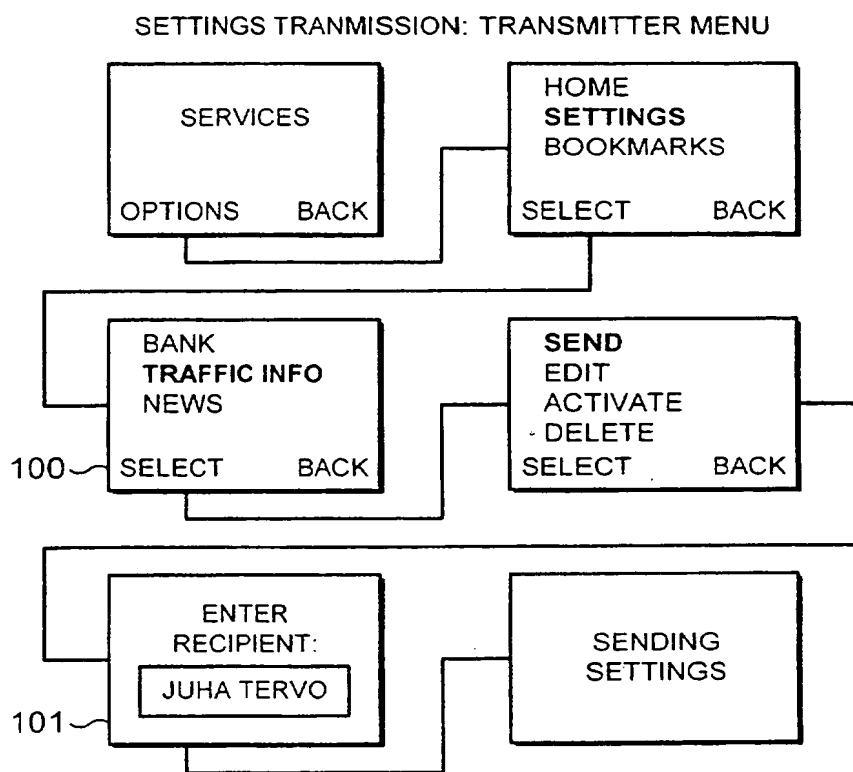 SETTINGS TRANMISSION: TRANSMITTER MENU
SERVICES
OPTIONS BACK
HOME
SETTINGS
BOOKMARKS
SELECT BACK
BANK
TRAFFIC INFO
NEWS
100 SELECT BACK
SEND
EDIT
ACTIVATE
DELETE
SELECT BACK
ENTER
RECIPIENT:
JUHA TERVO
101
SENDING
SETTINGS